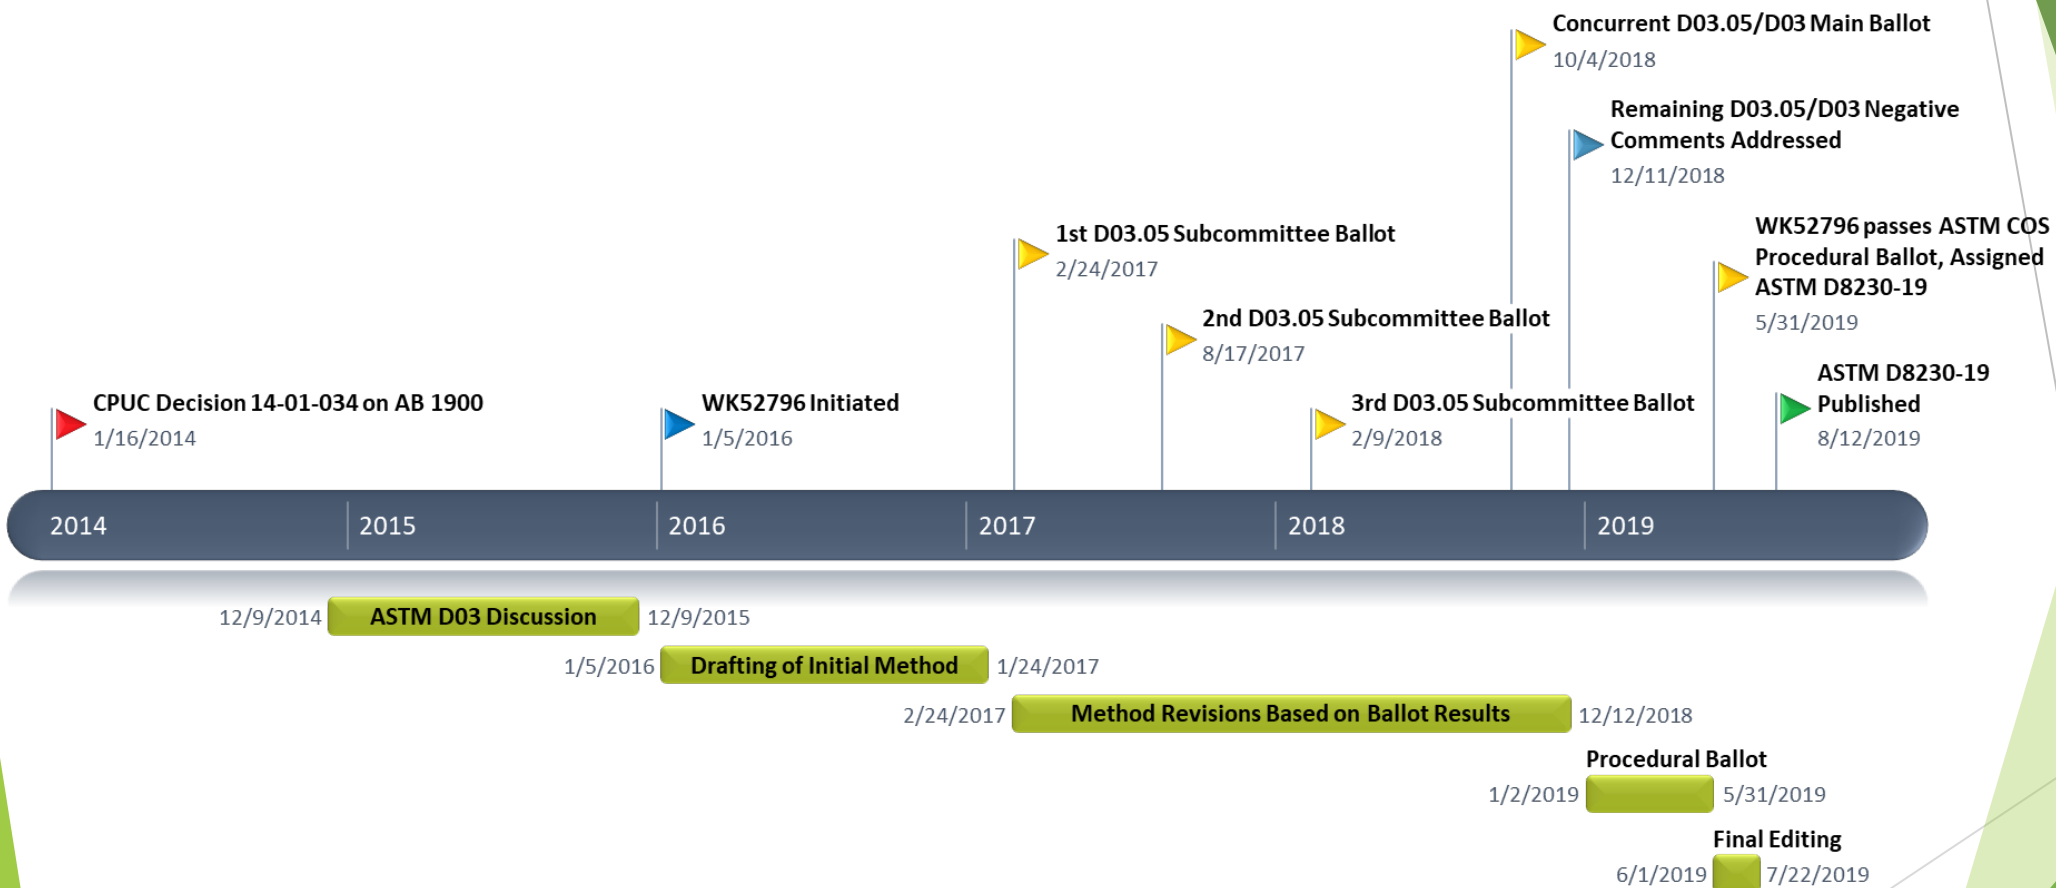 Concurrent D03.05/D03 Main Ballot
10/4/2018
Remaining D03.05/D03 Negative
Comments Addressed
12/11/2018
1st D03.05 Subcommittee Ballot
2/24/2017
WK52796 passes ASTM COS
Procedural Ballot, Assigned
ASTM D8230-19
5/31/2019
2nd D03.05 Subcommittee Ballot
8/17/2017
CPUC Decision 14-01-034 on AB 1900
1/16/2014
WK52796 Initiated
1/5/2016
3rd D03.05 Subcommittee Ballot
2/9/2018
ASTM D8230-19
Published
8/12/2019
2014 2015 2016 2017 2018 2019
12/9/2014 ASTM D03 Discussion 12/9/2015
1/5/2016 Drafting of Initial Method 1/24/2017
2/24/2017 Method Revisions Based on Ballot Results 12/12/2018
Procedural Ballot
1/2/2019 5/31/2019
Final Editing
6/1/2019 7/22/2019